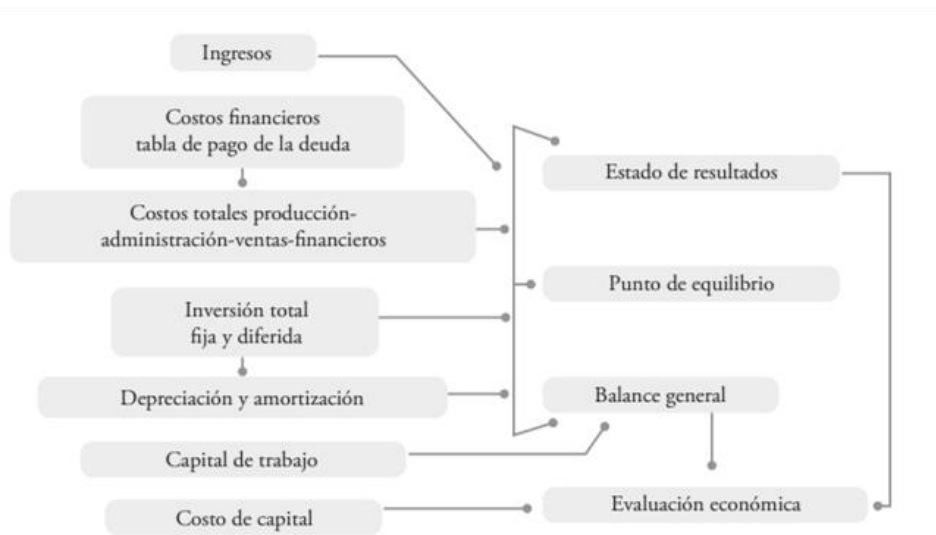 Ingresos
Costos financieros
tabla de pago de la deuda
Costos totales producción-
administración-ventas-financieros
Inversión total
fija y diferida
Depreciación y amortización
Capital de trabajo
Costo de capital
Estado de resultados
Punto de equilibrio
Balance general
Evaluación económica